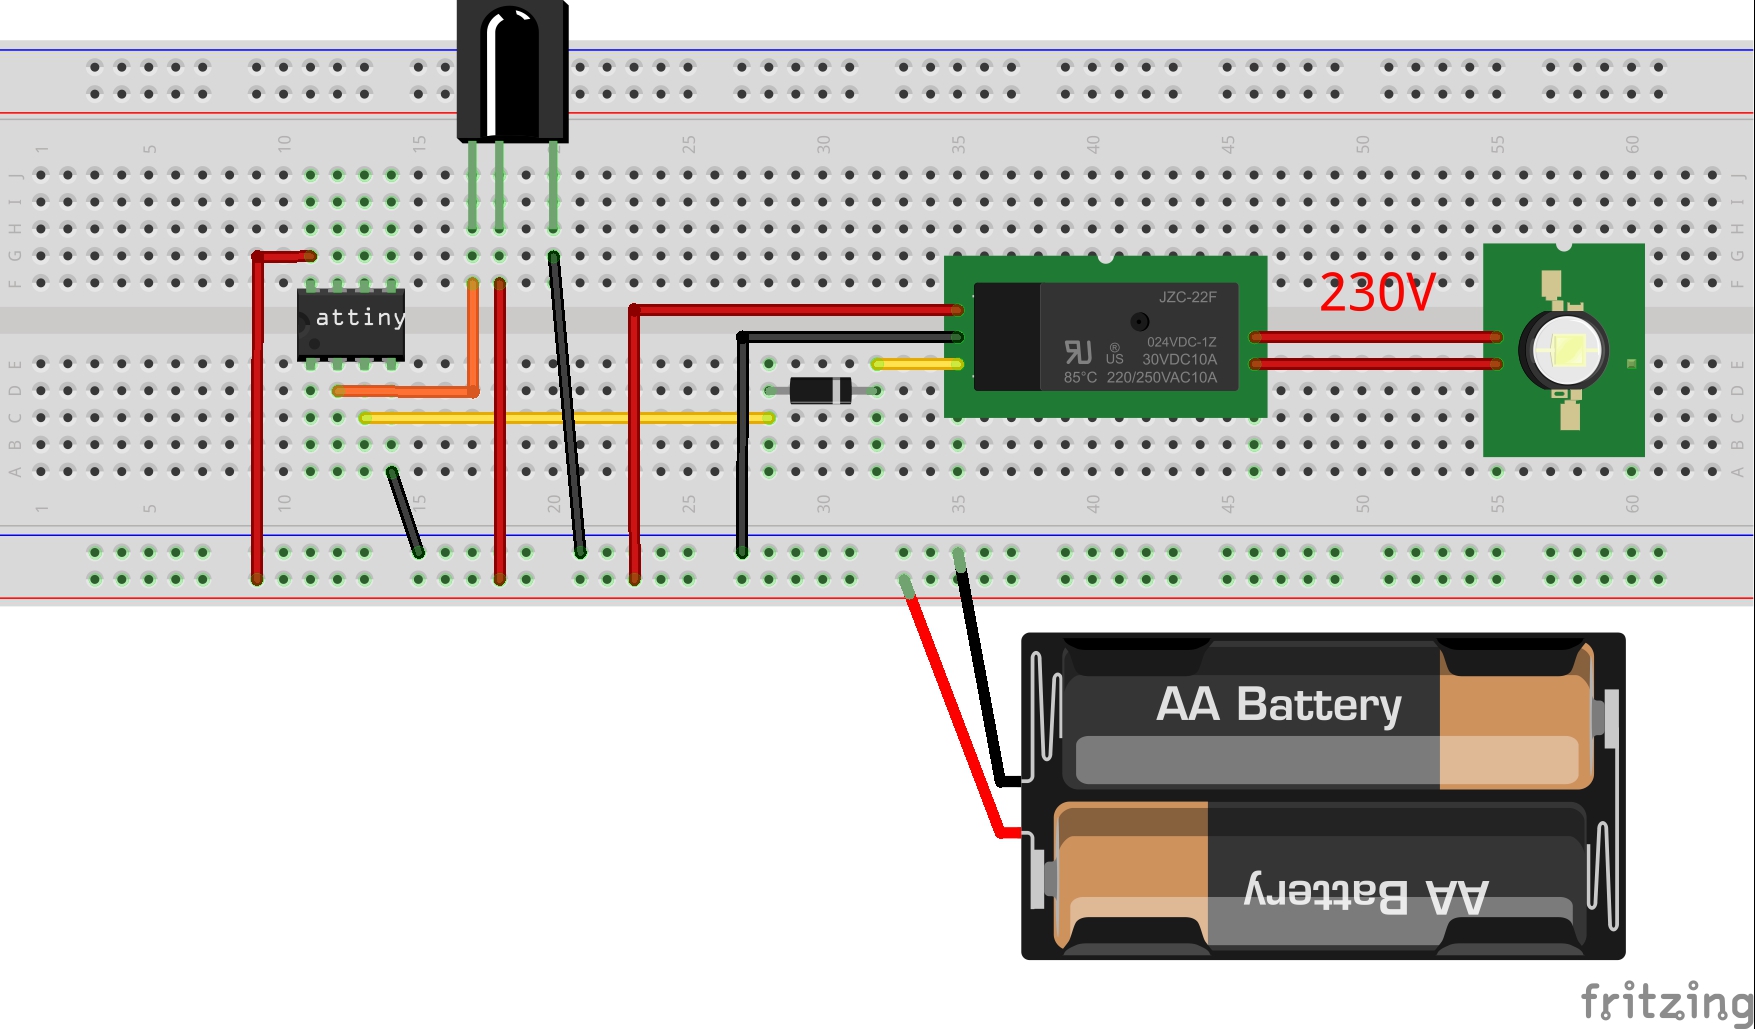 1 5 10 15 25 30 35 40 45 50 55 60
J J
I I
H H
G G
F F
230V
attiny
JZC-22F
024VDC-1Z
30VDC10A
85°C 220/250VAC10A
® US
E E
D D
C C
B B
A A
1 5 10 15 20 25 30 35 40 45 50 55 60
AA Battery
AA Battery
fritzing